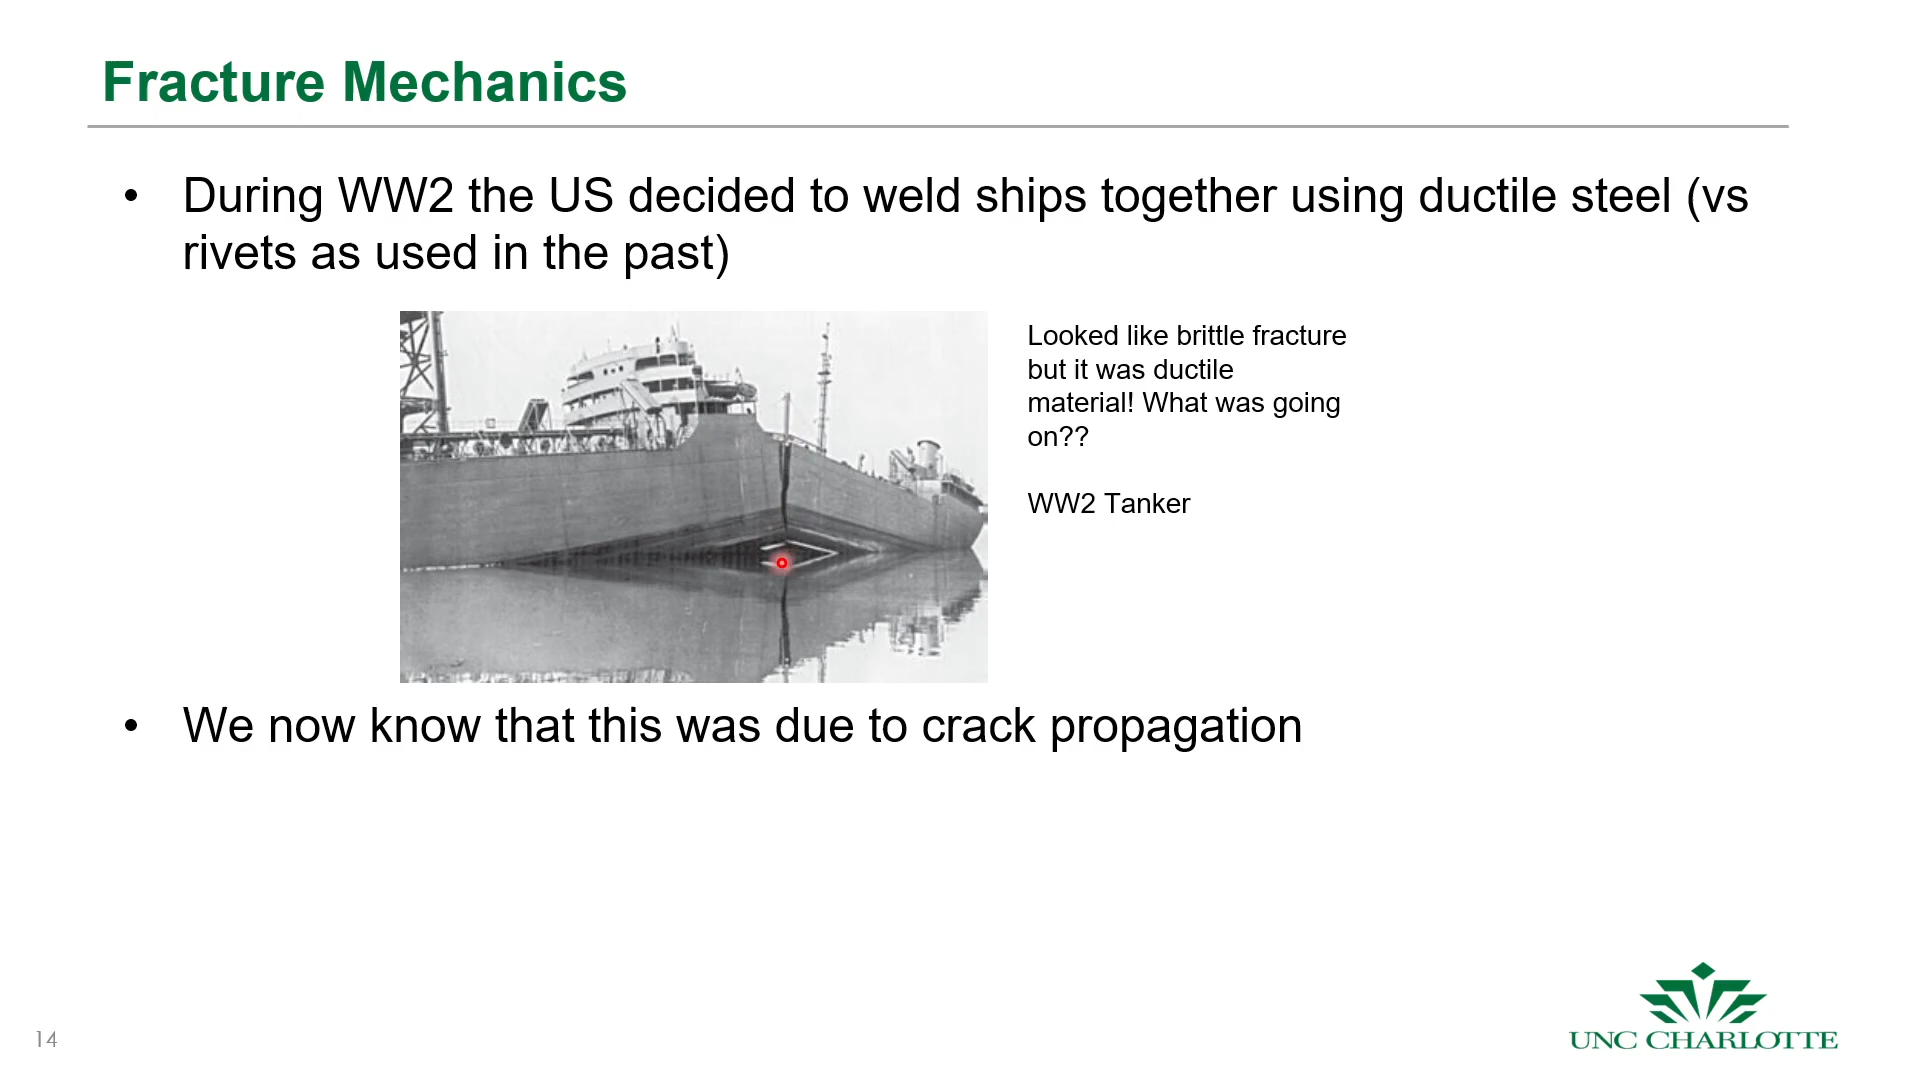 Fracture Mechanics
• During WW2 the US decided to weld ships together using ductile steel (vs
rivets as used in the past)
Looked like brittle fracture
but it was ductile
material! What was going
on??
WW2 Tanker
• We now know that this was due to crack propagation
14
UNC CHARLOTTE